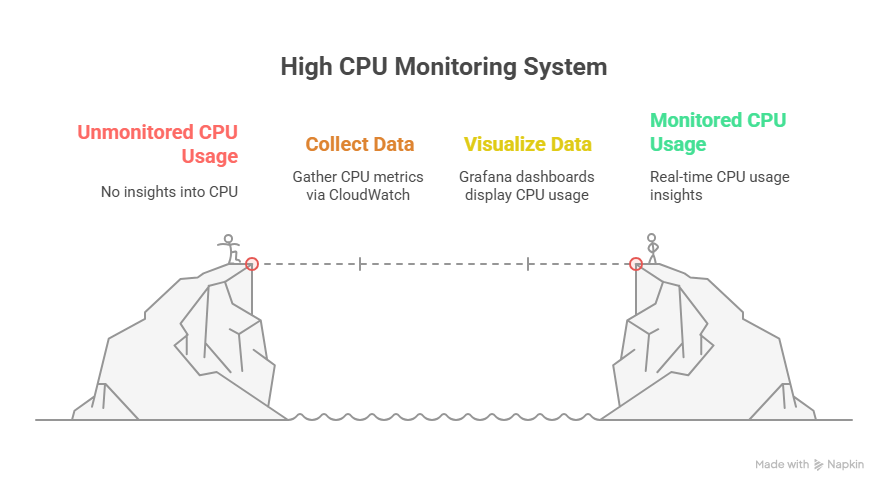 High CPU Monitoring System
Unmonitored CPU
Usage
No insights into CPU
Collect Data
Gather CPU metrics
via CloudWatch
Visualize Data
Grafana dashboards
display CPU usage
Monitored CPU
Usage
Real-time CPU usage
insights
Made with Napkin